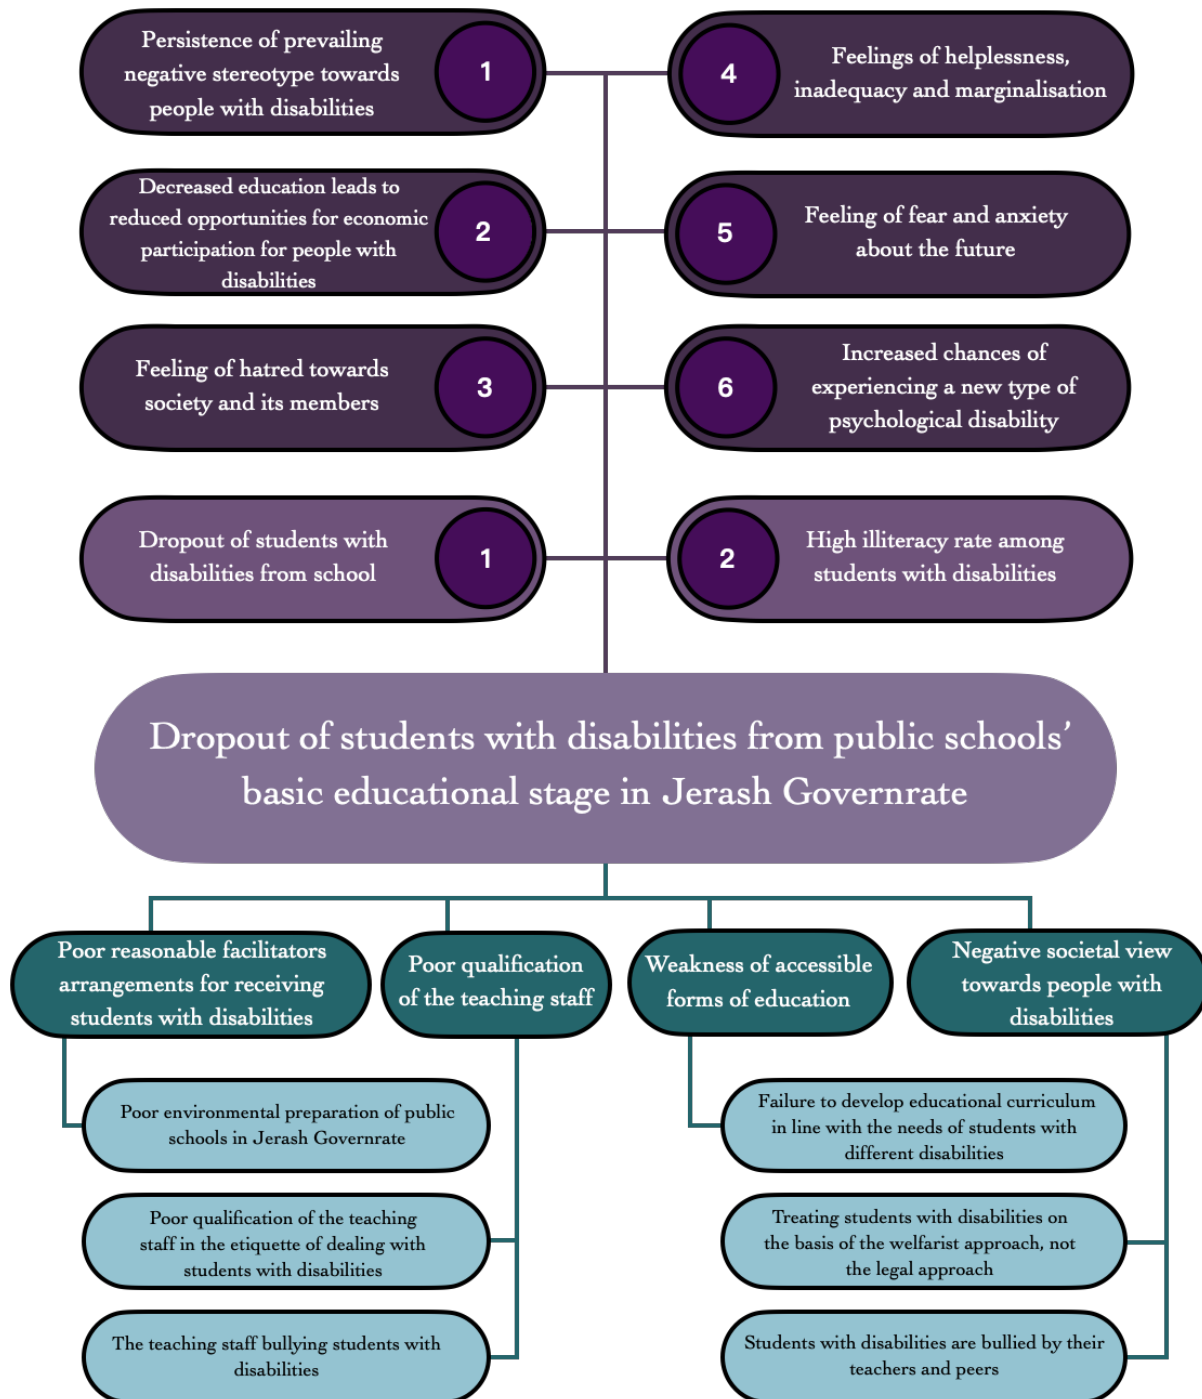 Persistence of prevailing
negative stereotype towards
people with disabilities
1
4
Feelings of helplessness,
inadequacy and marginalisation
Decreased education leads to
reduced opportunities for economic
participation for people with
disabilities
2
5
Feeling of fear and anxiety
about the future
Feeling of hatred towards
society and its members
3
6
Increased chances of
experiencing a new type of
psychological disability
Dropout of students with
disabilities from school
1
2
High illiteracy rate among
students with disabilities
Dropout of students with disabilities from public schools’
basic educational stage in Jerash Governrate
Poor reasonable facilitators
arrangements for receiving
students with disabilities
Poor qualification
of the teaching staff
Weakness of accessible
forms of education
Negative societal view
towards people with
disabilities
Poor environmental preparation of public
schools in Jerash Governrate
Failure to develop educational curriculum
in line with the needs of students with
different disabilities
Poor qualification of the teaching
staff in the etiquette of dealing with
students with disabilities
Treating students with disabilities on
the basis of the welfarist approach, not
the legal approach
The teaching staff bullying students with
disabilities
Students with disabilities are bullied by their
teachers and peers